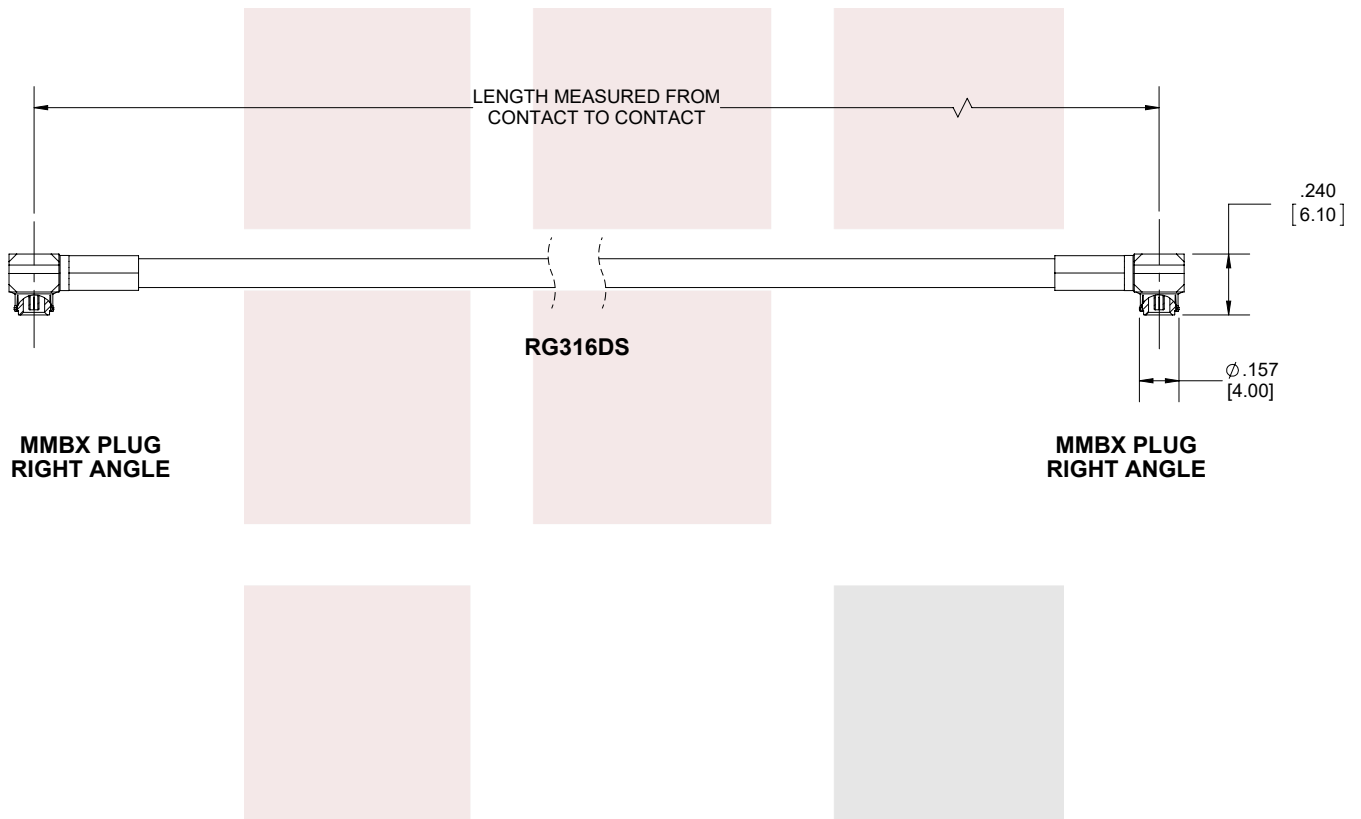 LENGTH MEASURED FROM
CONTACT TO CONTACT
.240
[6.10]
RG316DS
Ø.157
[4.00]
MMBX PLUG
RIGHT ANGLE
MMBX PLUG
RIGHT ANGLE